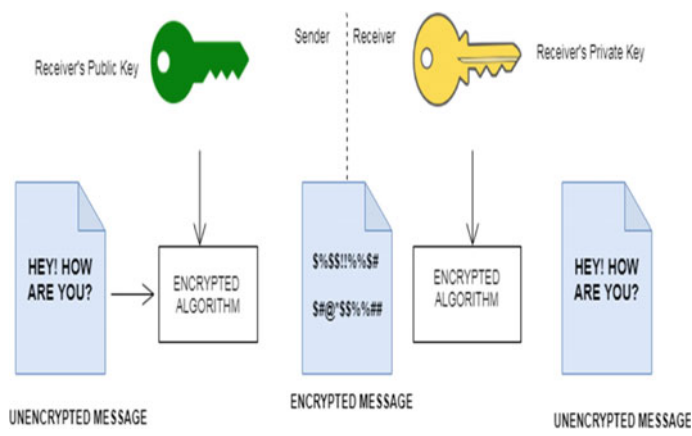 Sender
Receiver
Receiver's Public Key
Receiver's Private Key
HEY! HOW
ARE YOU?
ENCRYPTED
ALGORITHM
$%$$!!%%$#
$#@*$$%%##
ENCRYPTED
ALGORITHM
HEY! HOW
ARE YOU?
UNENCRYPTED MESSAGE
ENCRYPTED MESSAGE
UNENCRYPTED MESSAGE